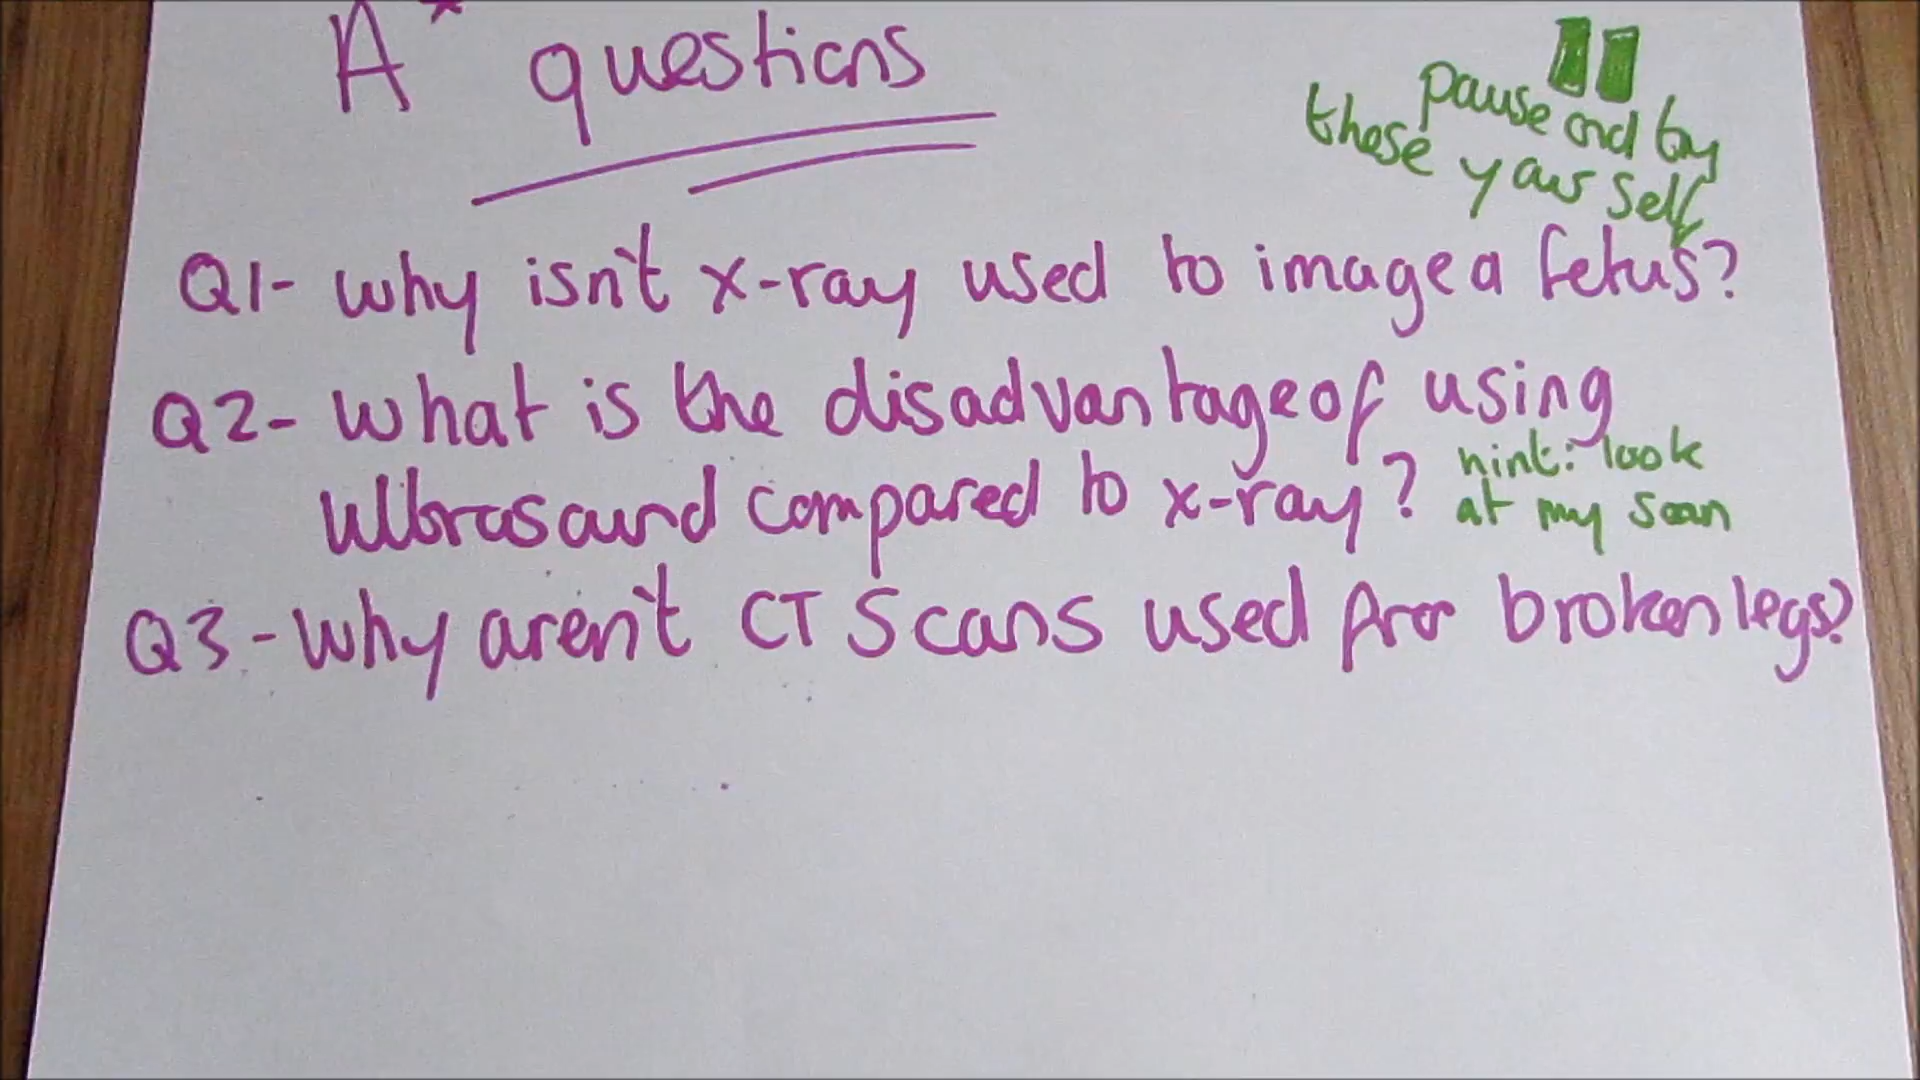 A* questions
pause and try
these yourself
Q1- why isn't x-ray used to image a fetus?
Q2- what is the disadvantage of using
ultrasound compared to x-ray?
hint: look
at my scan
Q3- why aren't CT scans used for broken legs?